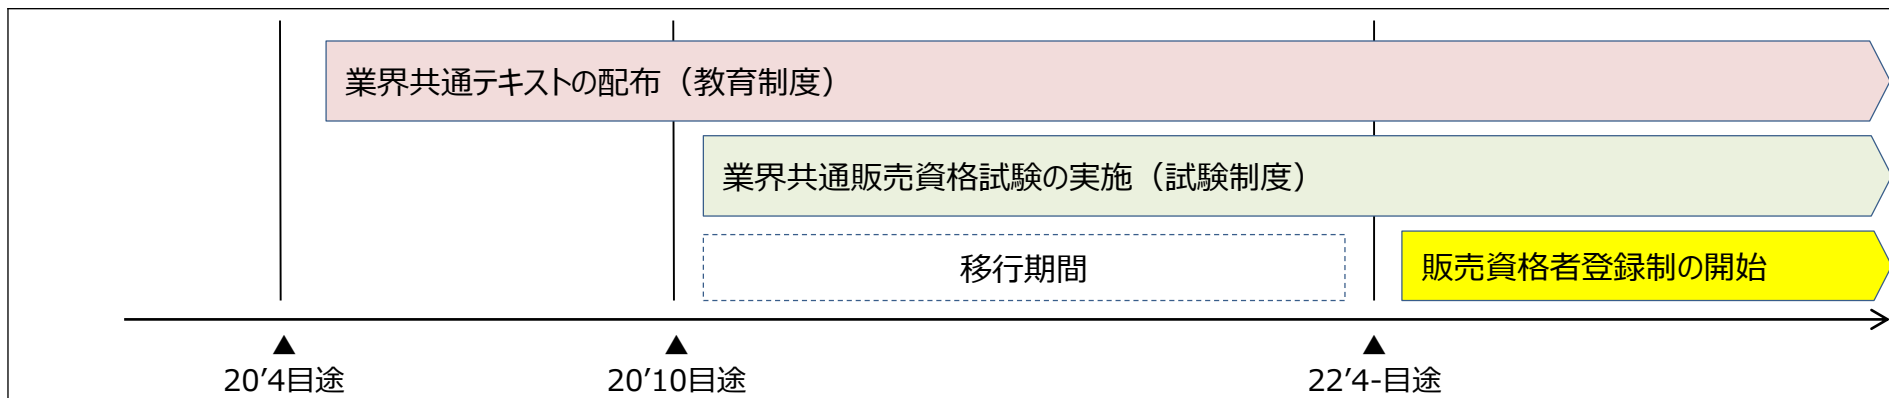 業界共通テキストの配布（教育制度）
業界共通販売資格試験の実施（試験制度）
移行期間
販売資格者登録制の開始
▲ ▲ ▲
20’4目途 20’10目途 22’4-目途